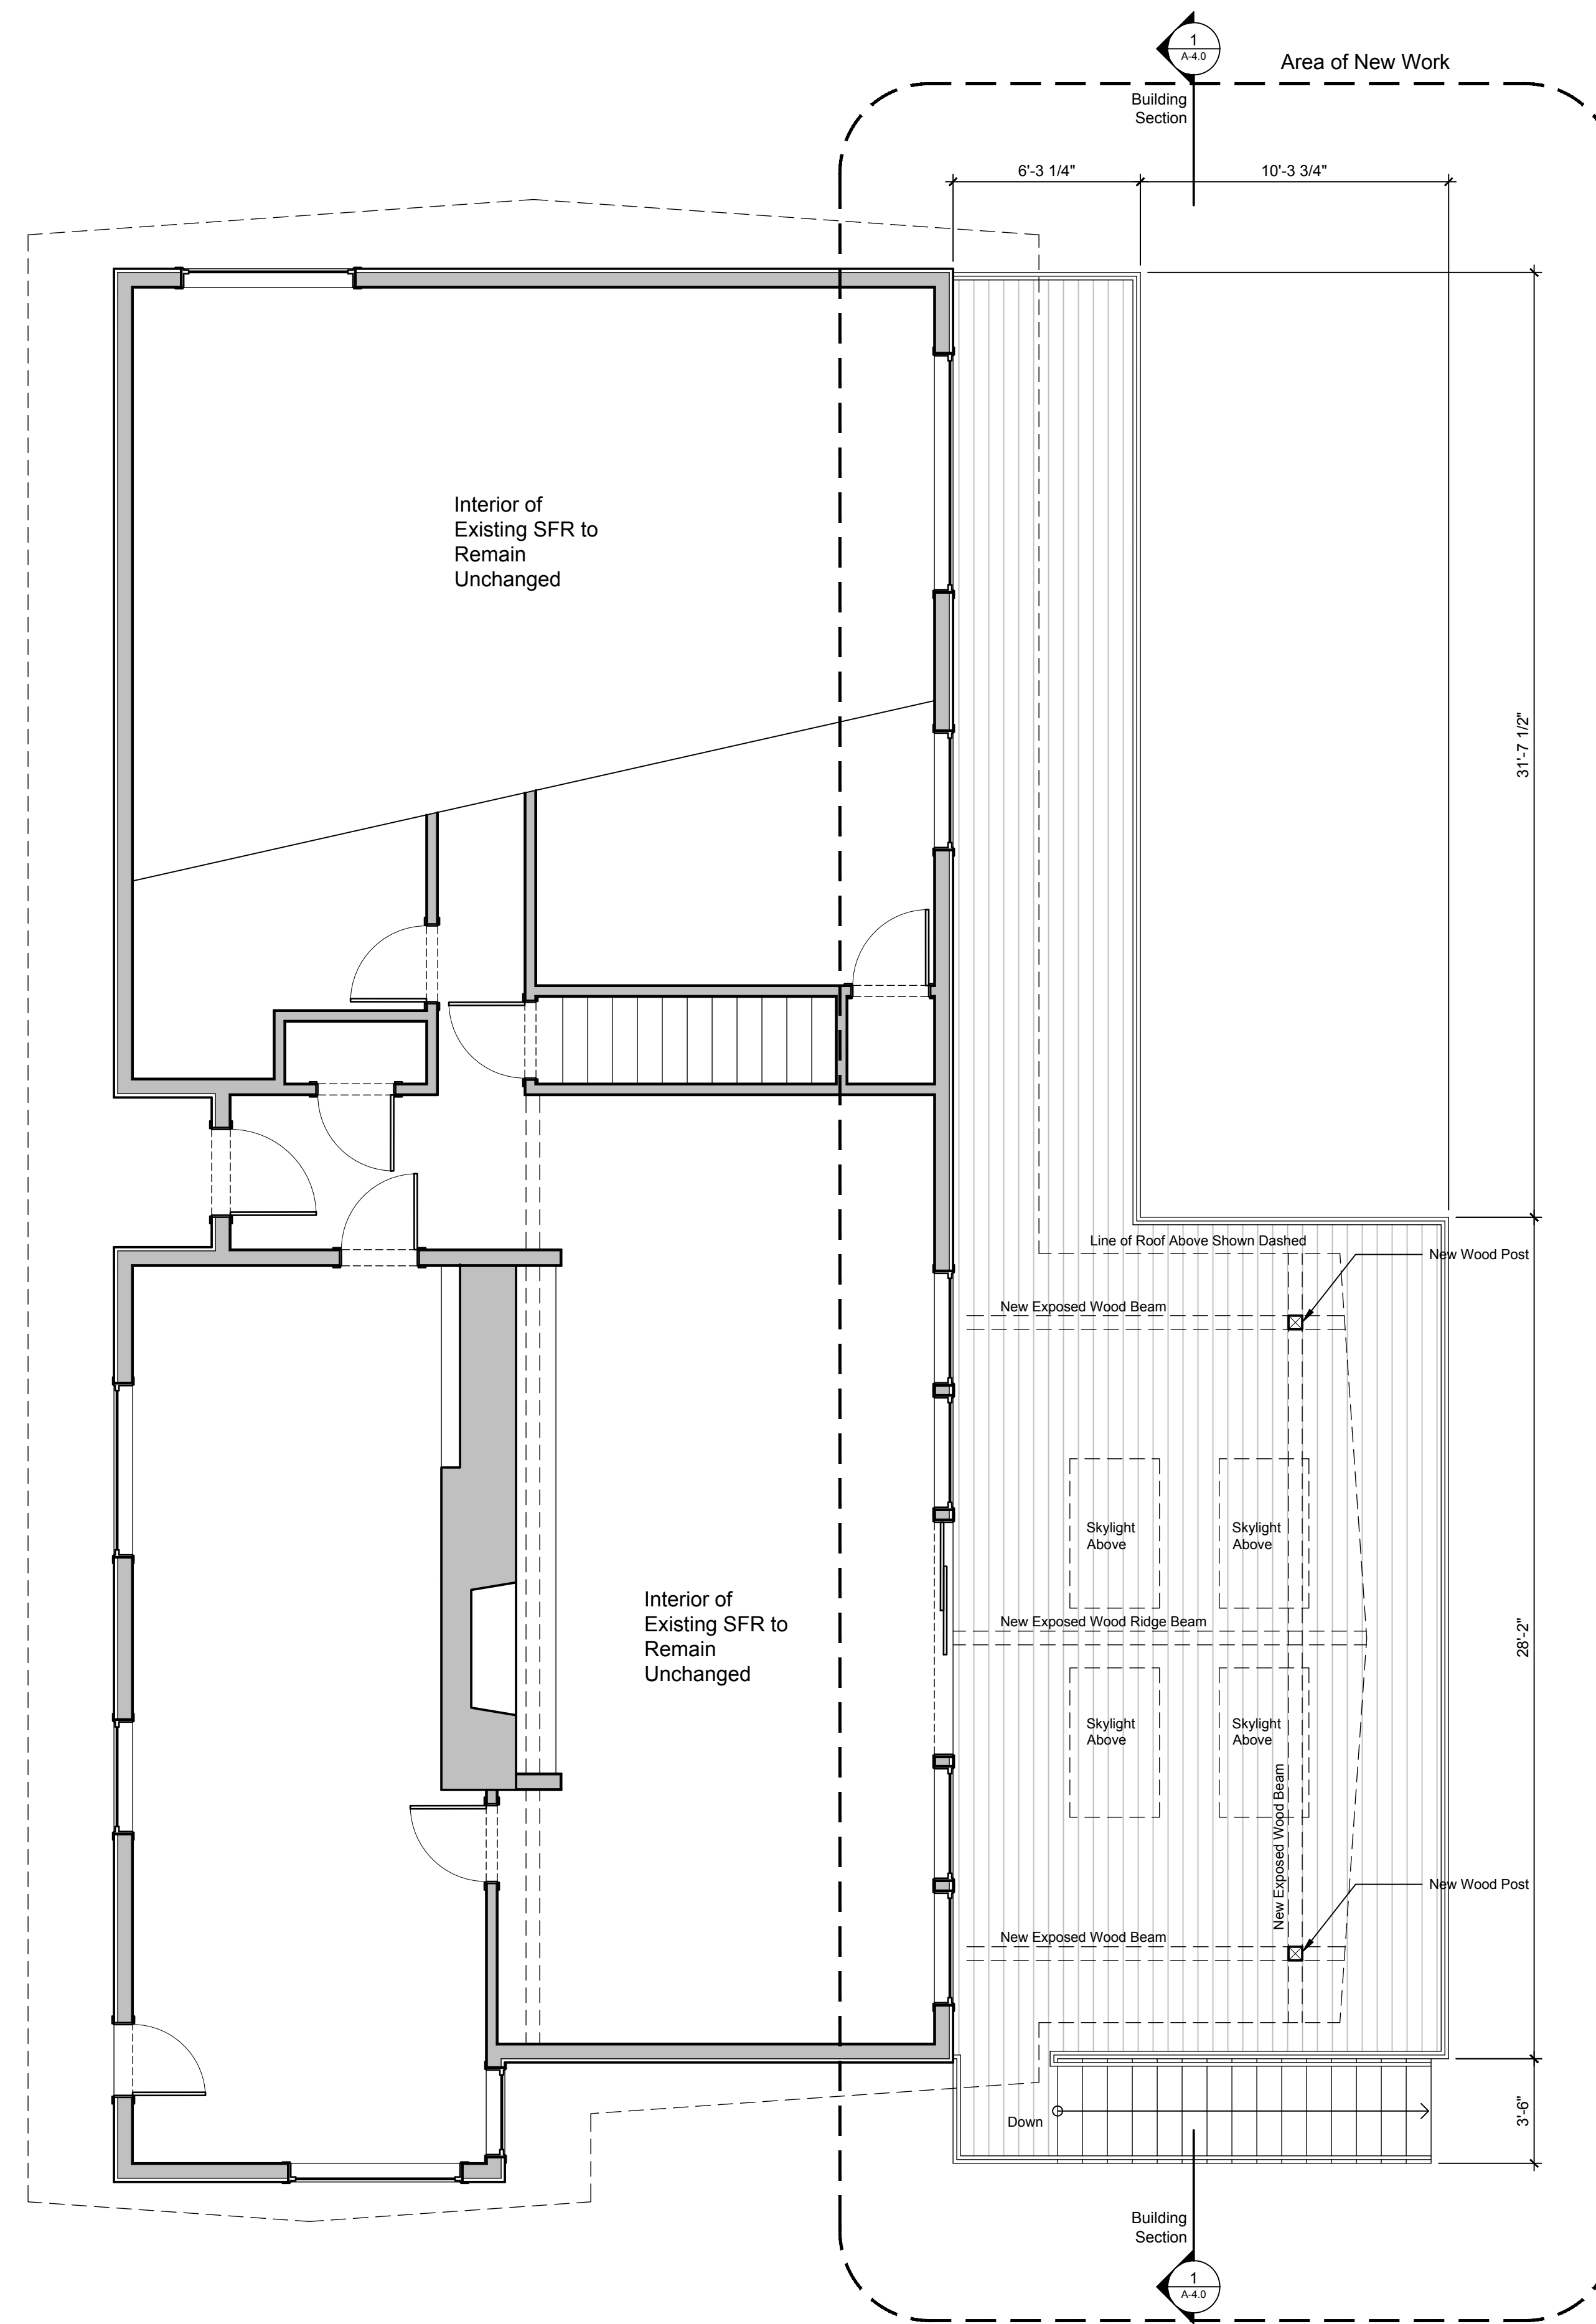 1
A-4.0
Area of New Work
Building
Section
6'-3 1/4"
10'-3 3/4"
Interior of
Existing SFR to
Remain
Unchanged
31'-7 1/2"
Line of Roof Above Shown Dashed
New Wood Post
New Exposed Wood Beam
Skylight
Above
Skylight
Above
Interior of
Existing SFR to
Remain
Unchanged
New Exposed Wood Ridge Beam
28'-2"
Skylight
Above
Skylight
Above
New Exposed Wood Beam
New Wood Post
New Exposed Wood Beam
Down
3'-6"
Building
Section
1
A-4.0